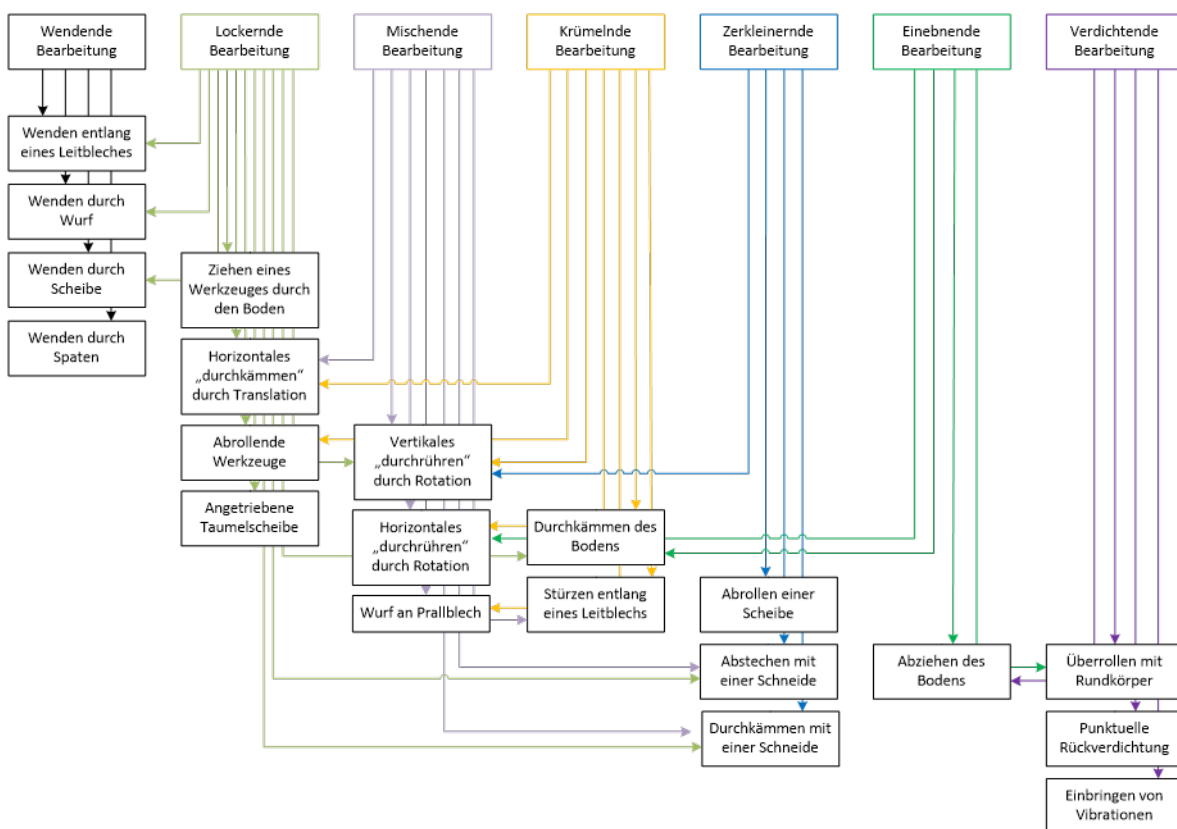 Wendende
Bearbeitung
Lockernde
Bearbeitung
Mischende
Bearbeitung
Krümelnde
Bearbeitung
Zerkleinernde
Bearbeitung
Einebnende
Bearbeitung
Verdichtende
Bearbeitung
Wenden entlang
eines Leitbleches
Wenden durch
Wurf
Wenden durch
Scheibe
Ziehen eines
Werkzeuges durch
den Boden
Wenden durch
Spaten
Horizontales
„durchkämmen“
durch Translation
Abrollende
Werkzeuge
Vertikales
„durchrühren“
durch Rotation
Angetriebene
Taumelscheibe
Horizontales
„durchrühren“
durch Rotation
Durchkämmen des
Bodens
Wurf an Prallblech
Stürzen entlang
eines Leitblechs
Abrollen einer
Scheibe
Abstechen mit
einer Schneide
Abziehen des
Bodens
Überrollen mit
Rundkörper
Durchkämmen mit
einer Schneide
Punktuelle
Rückverdichtung
Einbringen von
Vibrationen